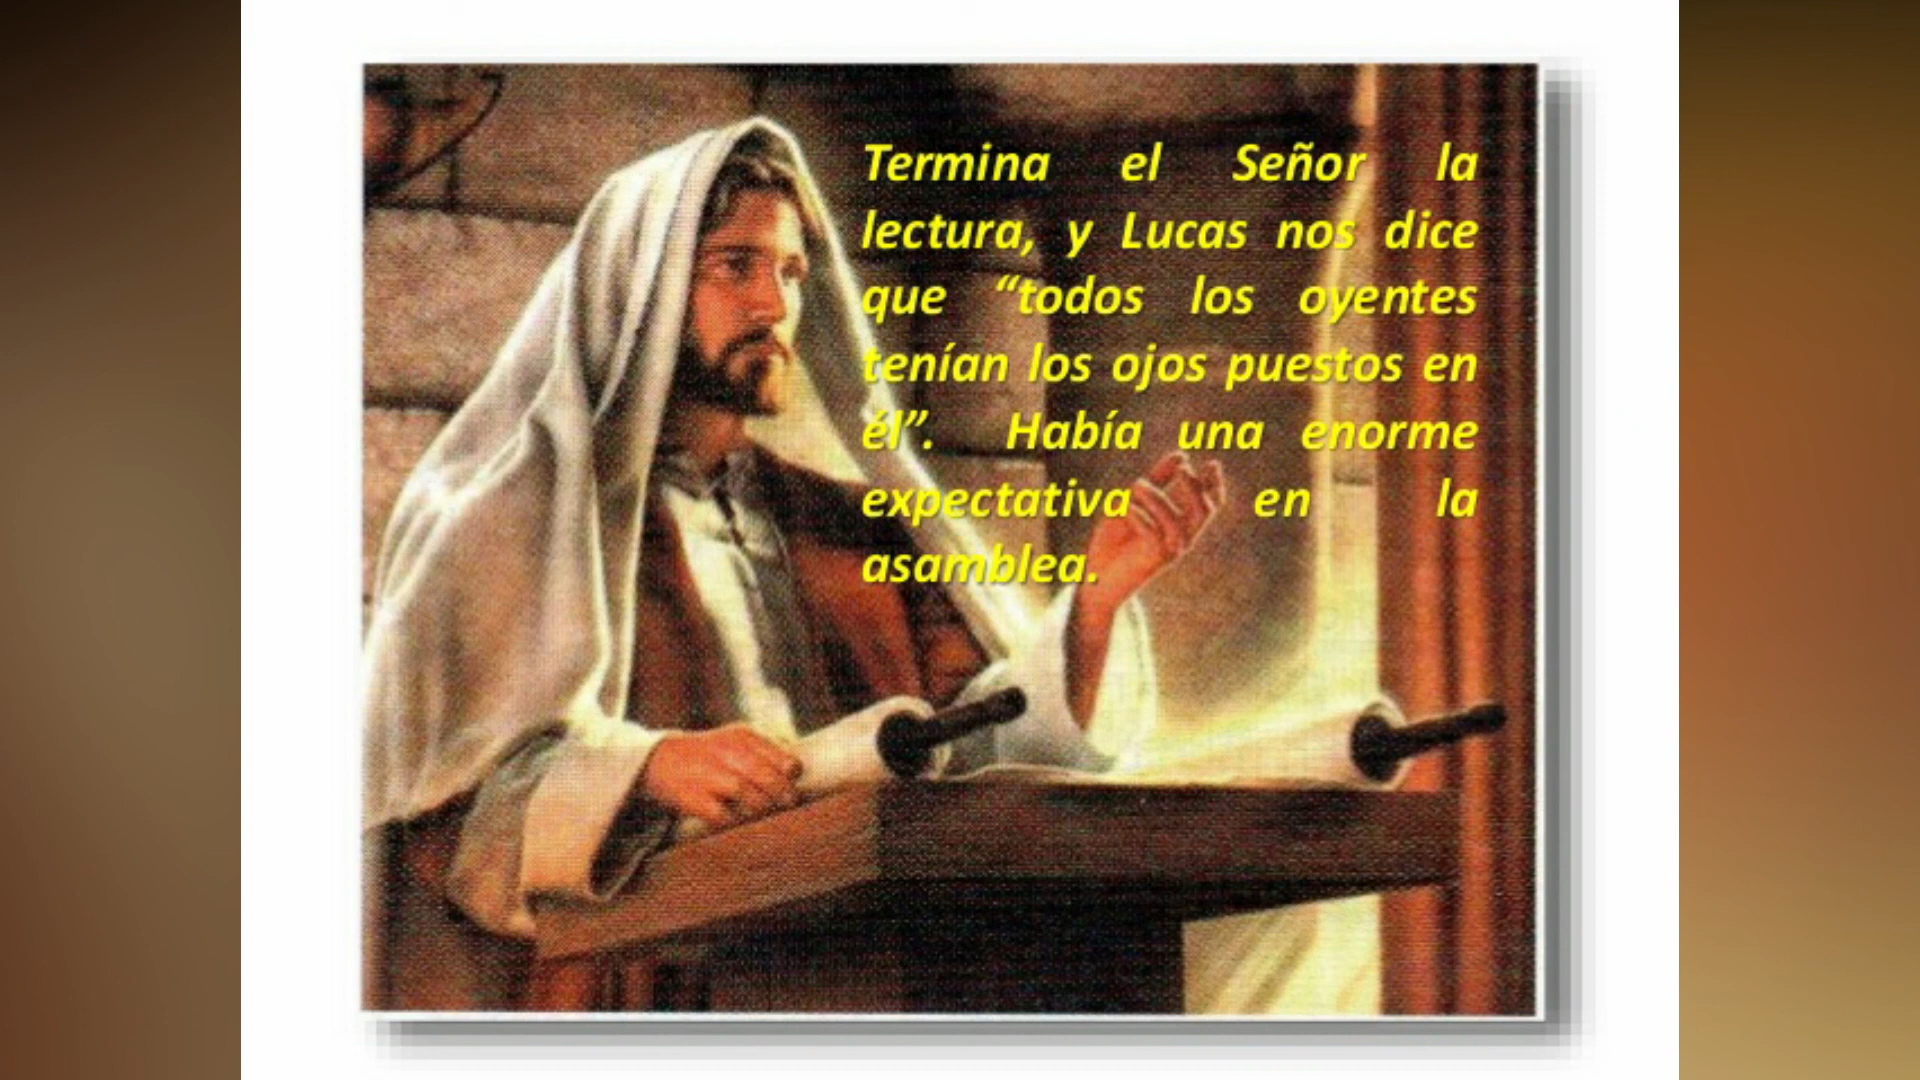 Termina el Señor la
lectura, y Lucas nos dice
que “todos los oyentes
tenían los ojos puestos en
él”. Había una enorme
expectativa en la
asamblea.